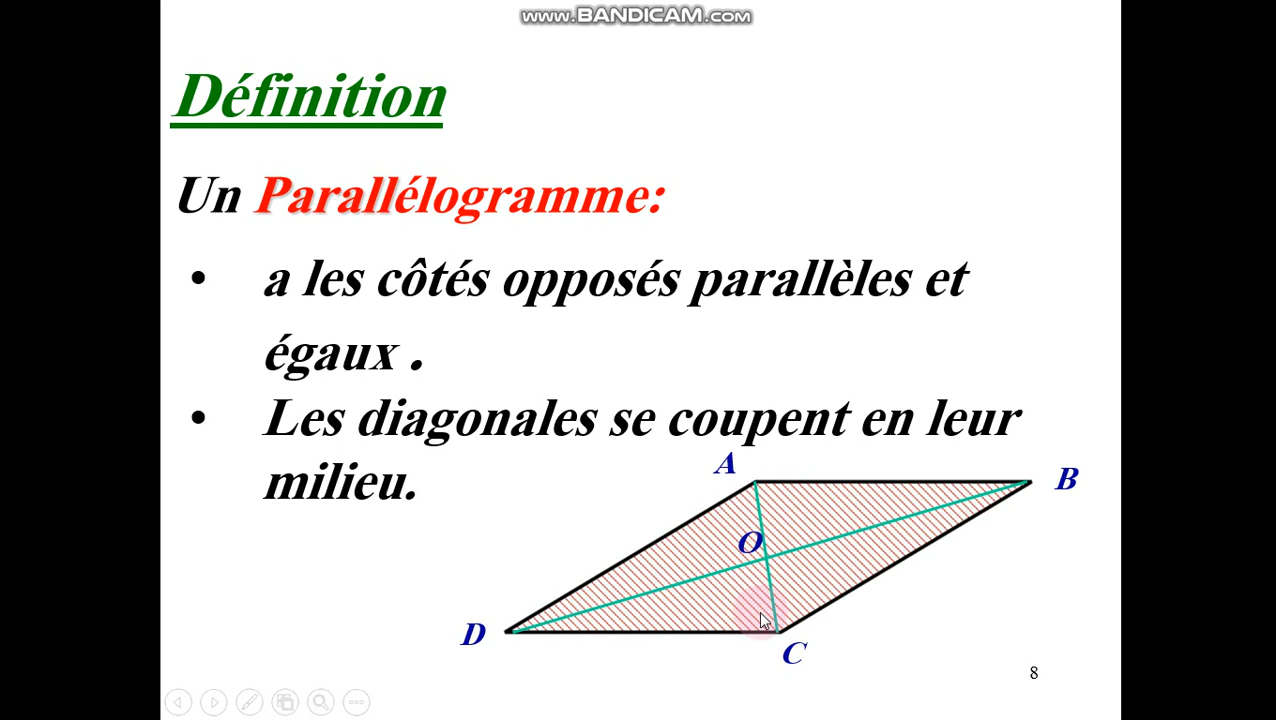 www.BANDICAM.com
Définition
Un Parallélogramme:
• a les côtés opposés parallèles et
égaux .
• Les diagonales se coupent en leur
milieu.
A
B
O
D
C
8